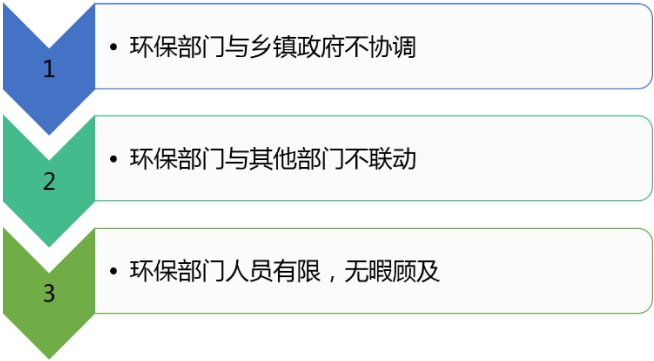 1
• 环保部门与乡镇政府不协调
2
• 环保部门与其他部门不联动
3
• 环保部门人员有限，无暇顾及